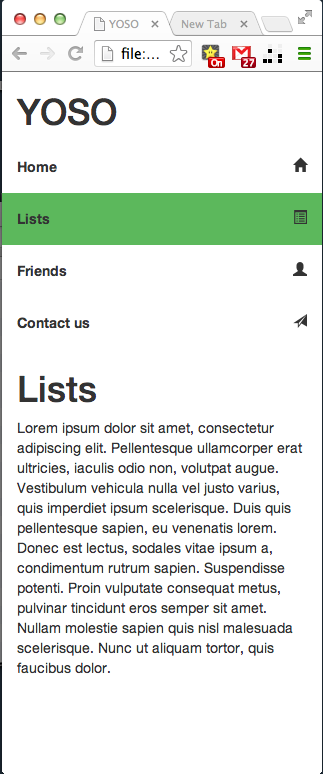 YOSO
New Tab
file:...
On
27
YOSO
Home
Lists
Friends
Contact us
Lists
Lorem ipsum dolor sit amet, consectetur
adipiscing elit. Pellentesque ullamcorper erat
ultricies, iaculis odio non, volutpat augue.
Vestibulum vehicula nulla vel justo varius,
quis imperdiet ipsum scelerisque. Duis quis
pellentesque sapien, eu venenatis lorem.
Donec est lectus, sodales vitae ipsum a,
condimentum rutrum sapien. Suspendisse
potenti. Proin vulputate consequat metus,
pulvinar tincidunt eros semper sit amet.
Nullam molestie sapien quis nisl malesuada
scelerisque. Nunc ut aliquam tortor, quis
faucibus dolor.